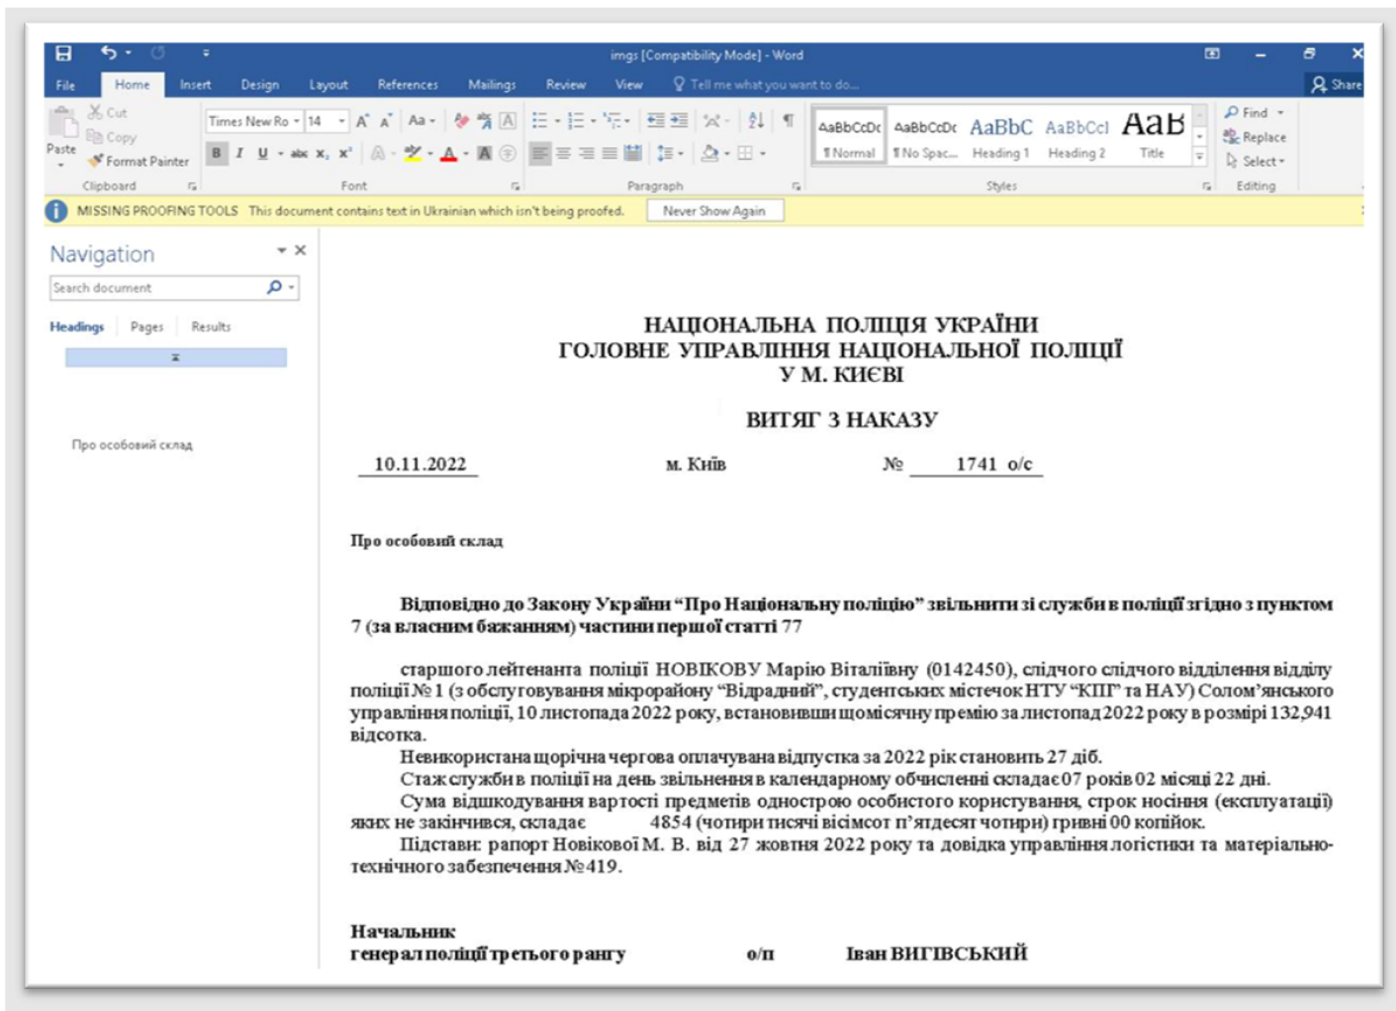 imgs [Compatibility Mode] - Word
File Home Insert Design Layout References Mailings Review View Tell me what you want to do... Share
Cut
Copy
Paste
Format Painter
Times New Ro 14 Aa
B I U abc x₂ x²
AaBbCcDc AaBbCcDc AaBbC AaBbCcI AaB
¶ Normal ¶ No Spac... Heading 1 Heading 2 Title
Find
Replace
Select
Clipboard Font Paragraph Styles Editing
MISSING PROOFING TOOLS This document contains text in Ukrainian which isn't being proofed. Never Show Again
Navigation
Search document
Headings Pages Results
Про особовий склад
НАЦІОНАЛЬНА ПОЛІЦІЯ УКРАЇНИ
ГОЛОВНЕ УПРАВЛІННЯ НАЦІОНАЛЬНОЇ ПОЛІЦІЇ
У М. КИЄВІ
ВИТЯГ З НАКАЗУ
10.11.2022 м. Київ № 1741 о/с
Про особовий склад
Відповідно до Закону України “Про Національну поліцію” звільнити зі служби в поліції згідно з пунктом
7 (за власним бажанням) частини першої статті 77
старшого лейтенанта поліції НОВІКОВУ Марію Віталіївну (0142450), слідчого слідчого відділення відділу
поліції № 1 (з обслуговування мікрорайону “Відрадний”, студентських містечок НТУ “КПІ” та НАУ) Солом’янського
управління поліції, 10 листопада 2022 року, встановивши щомісячну премію за листопад 2022 року в розмірі 132,941
відсотка.
Невикористана щорічна чергова оплачувана відпустка за 2022 рік становить 27 діб.
Стаж служби в поліції на день звільнення в календарному обчисленні складає 07 років 02 місяці 22 дні.
Сума відшкодування вартості предметів однострою особистого користування, строк носіння (експлуатації)
яких не закінчився, складає 4854 (чотири тисячі вісімсот п’ятдесят чотири) гривні 00 копійок.
Підстави: рапорт Новікової М. В. від 27 жовтня 2022 року та довідка управління логістики та матеріально-
технічного забезпечення № 419.
Начальник
генерал поліції третього рангу о/п Іван ВИГІВСЬКИЙ